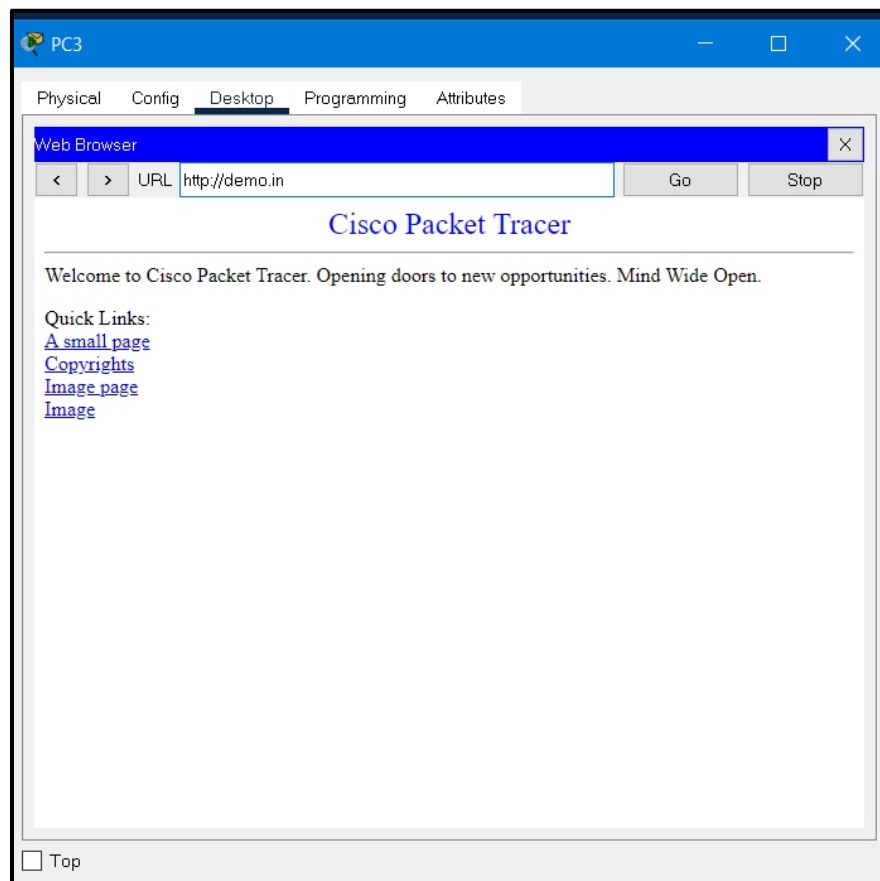 PC3
Physical Config Desktop Programming Attributes
Web Browser X
< > URL http://demo.in Go Stop
Cisco Packet Tracer
Welcome to Cisco Packet Tracer. Opening doors to new opportunities. Mind Wide Open.
Quick Links:
A small page
Copyrights
Image page
Image
Top